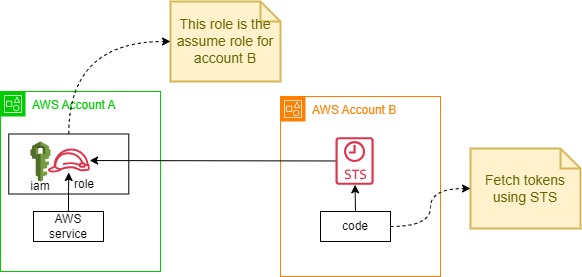 This role is the
assume role for
account B
AWS Account A
AWS Account B
iam
role
STS
AWS
service
code
Fetch tokens
using STS